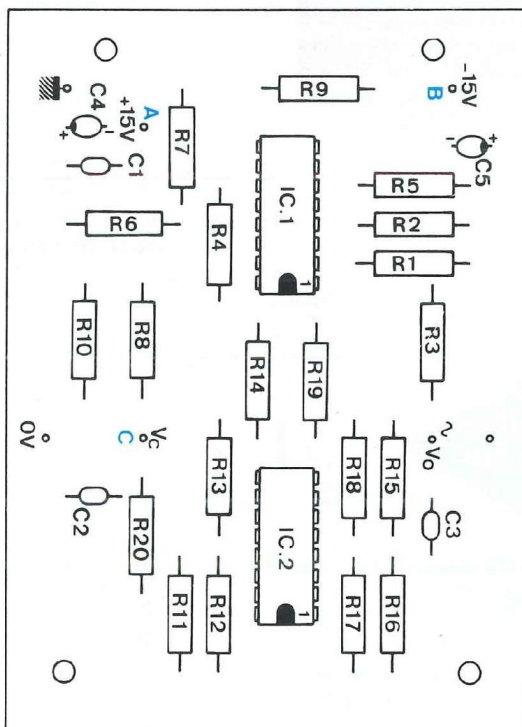 -15V
B
R9
C4
+15V
A
R7
C5
+
-
+
-
C1
IC.1
1
R5
R2
R1
R6
R4
R10
R8
R3
R14
R19
0V
C
Vc
~
Vo
R13
R18
R15
C2
R20
IC.2
1
C3
R11
R12
R17
R16